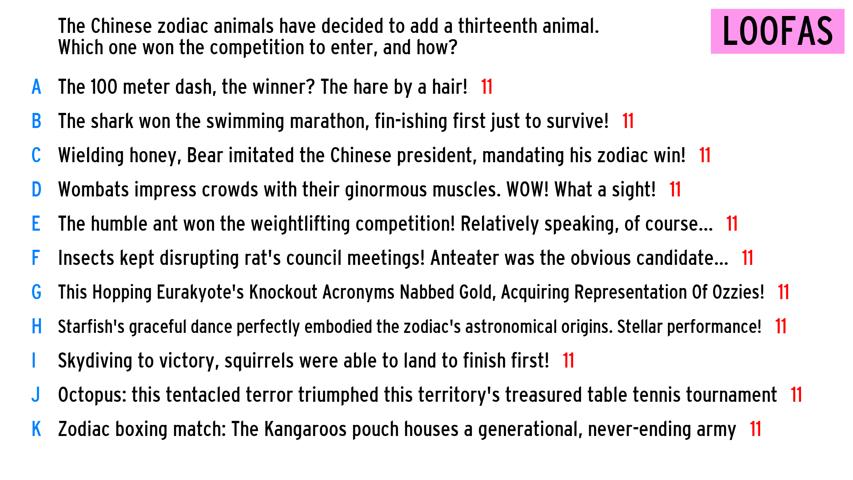 The Chinese zodiac animals have decided to add a thirteenth animal.
Which one won the competition to enter, and how?
LOOFAS
A The 100 meter dash, the winner? The hare by a hair! 11
B The shark won the swimming marathon, fin-ishing first just to survive! 11
C Wielding honey, Bear imitated the Chinese president, mandating his zodiac win! 11
D Wombats impress crowds with their ginormous muscles. WOW! What a sight! 11
E The humble ant won the weightlifting competition! Relatively speaking, of course... 11
F Insects kept disrupting rat's council meetings! Anteater was the obvious candidate... 11
G This Hopping Eurakyote's Knockout Acronyms Nabbed Gold, Acquiring Representation Of Ozzies! 11
H Starfish's graceful dance perfectly embodied the zodiac's astronomical origins. Stellar performance! 11
I Skydiving to victory, squirrels were able to land to finish first! 11
J Octopus: this tentacled terror triumphed this territory's treasured table tennis tournament 11
K Zodiac boxing match: The Kangaroos pouch houses a generational, never-ending army 11